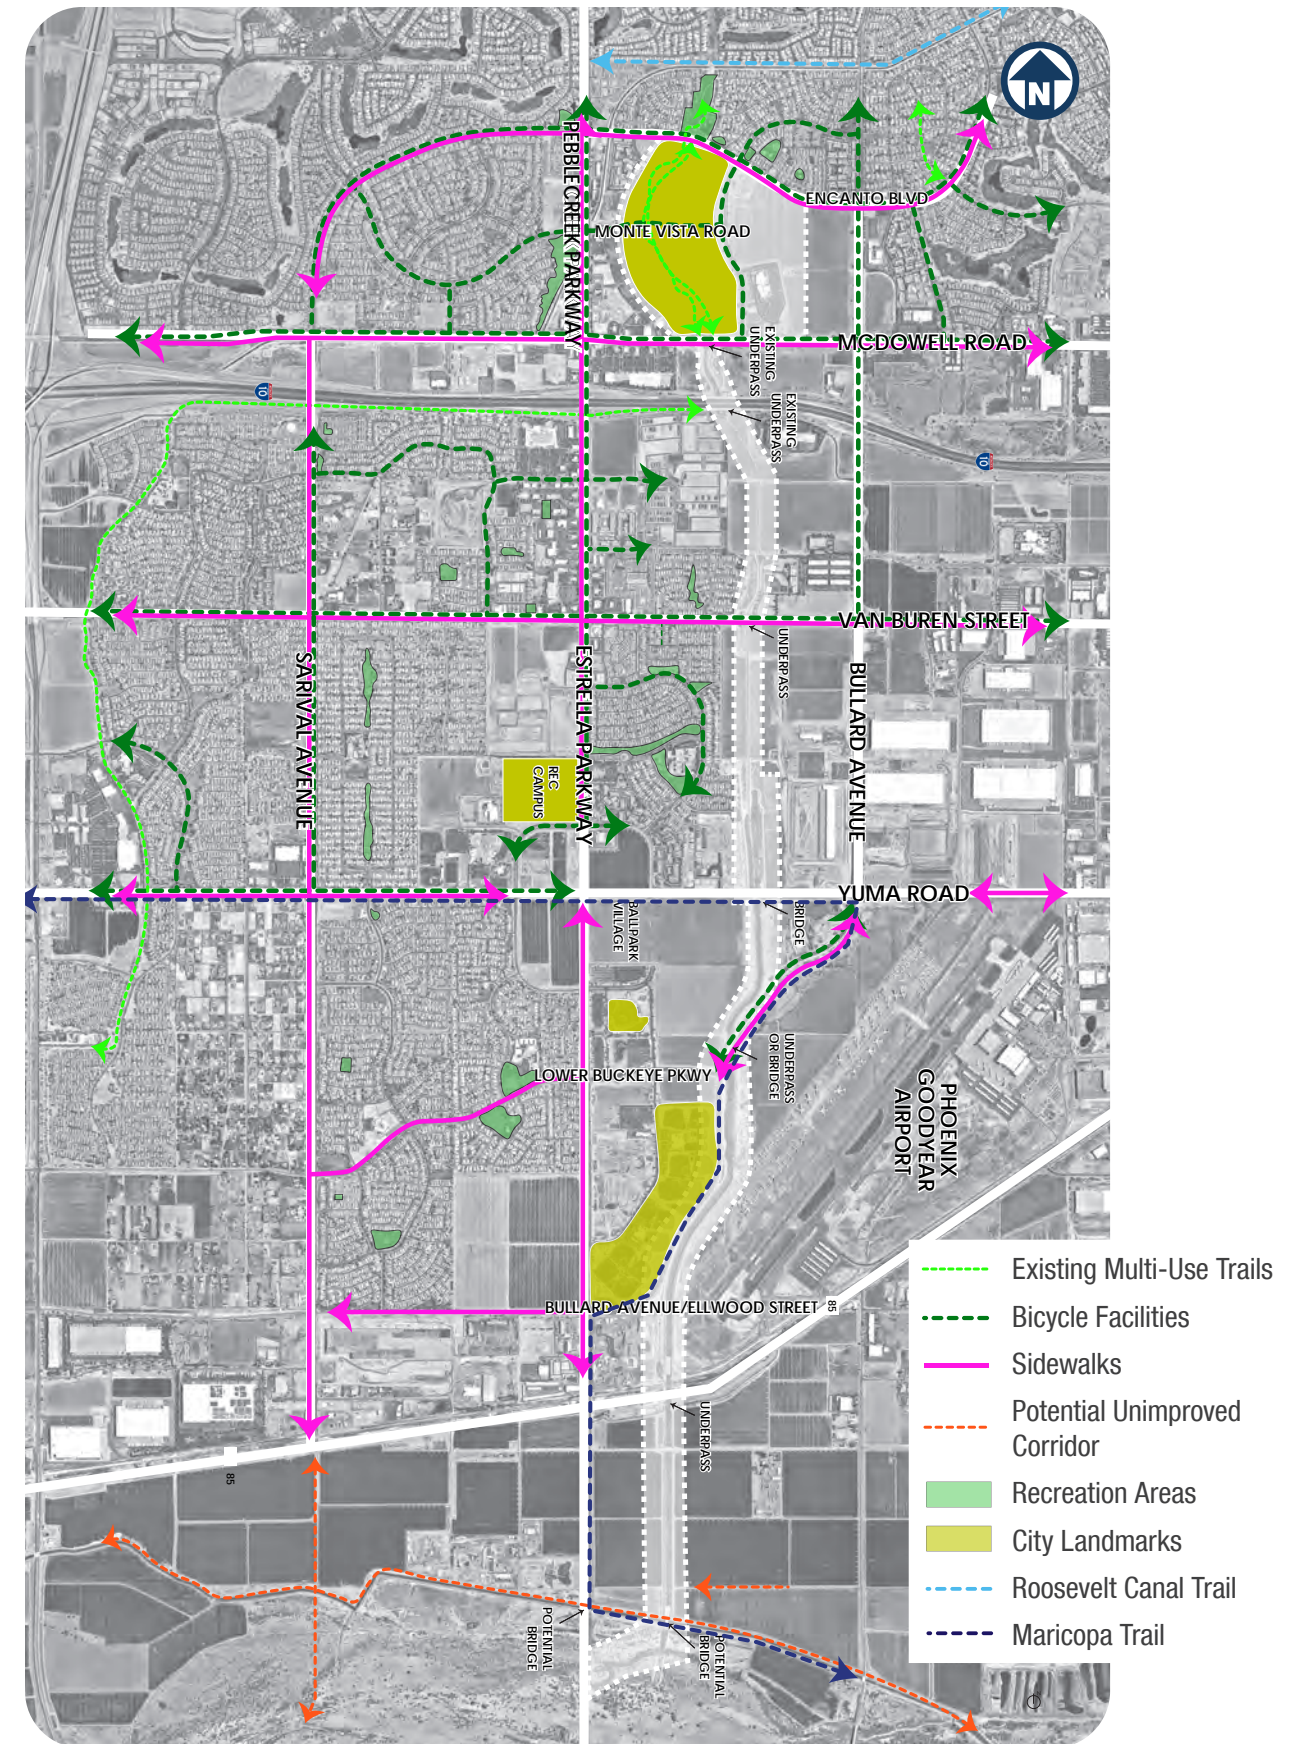 N
PEBBLECREEK PARKWAY
ENCANTO BLVD
MONTE VISTA ROAD
EXISTING
UNDERPASS
MCDOWELL ROAD
10
EXISTING
UNDERPASS
10
VAN BUREN STREET
UNDERPASS
SARIVAL AVENUE
ESTRELLA PARKWAY
BULLARD AVENUE
REC
CAMPUS
YUMA ROAD
BRIDGE
BALLPARK
VILLAGE
UNDERPASS
OR BRIDGE
LOWER BUCKEYE PKWY
PHOENIX
GOODYEAR
AIRPORT
BULLARD AVENUE/ELLWOOD STREET
85
UNDERPASS
85
POTENTIAL
BRIDGE
POTENTIAL
BRIDGE
Existing Multi-Use Trails
Bicycle Facilities
Sidewalks
Potential Unimproved
Corridor
Recreation Areas
City Landmarks
Roosevelt Canal Trail
Maricopa Trail